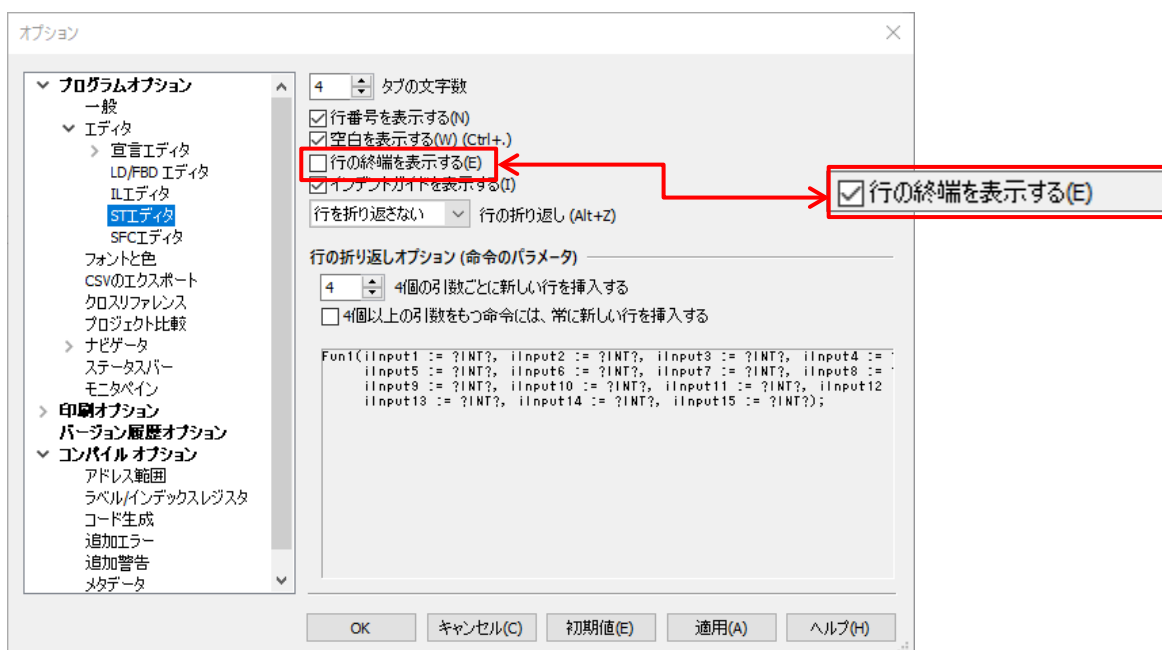 オプション
プログラムオプション
一般
エディタ
宣言エディタ
LD/FBD エディタ
ILエディタ
STエディタ
SFCエディタ
フォントと色
CSVのエクスポート
クロスリファレンス
プロジェクト比較
ナビゲータ
ステータスバー
モニタペイン
印刷オプション
バージョン履歴オプション
コンパイル オプション
アドレス範囲
ラベル/インデックスレジスタ
コード生成
追加エラー
追加警告
メタデータ
4 タブの文字数
行番号を表示する(N)
空白を表示する(W) (Ctrl+.)
行の終端を表示する(E)
インデントガイドを表示する(I)
行を折り返さない 行の折り返し (Alt+Z)
行の折り返しオプション (命令のパラメータ)
4 4個の引数ごとに新しい行を挿入する
4個以上の引数をもつ命令には、常に新しい行を挿入する
Fun1(iInput1 := ?INT?, iInput2 := ?INT?, iInput3 := ?INT?, iInput4 :=
iInput5 := ?INT?, iInput6 := ?INT?, iInput7 := ?INT?, iInput8 :=
iInput9 := ?INT?, iInput10 := ?INT?, iInput11 := ?INT?, iInput12
iInput13 := ?INT?, iInput14 := ?INT?, iInput15 := ?INT?);
OK キャンセル(C) 初期値(E) 適用(A) ヘルプ(H)
行の終端を表示する(E)